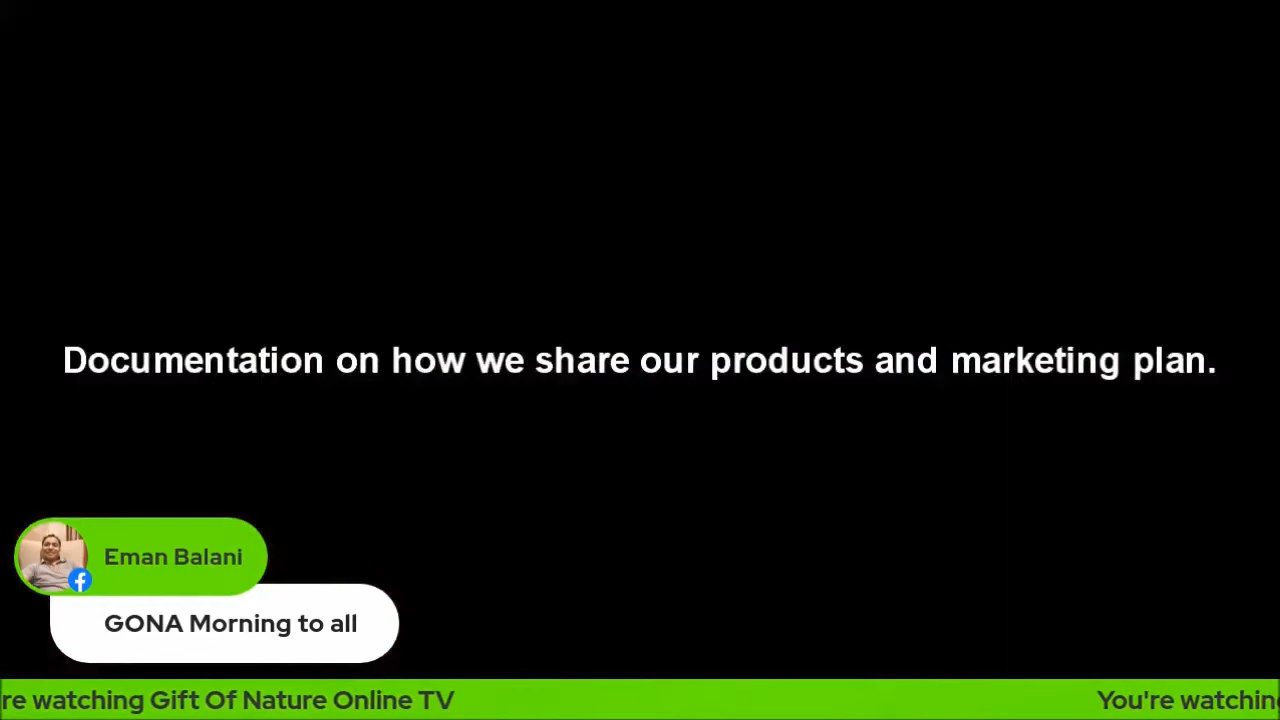 Documentation on how we share our products and marketing plan.
Eman Balani
GONA Morning to all
re watching Gift Of Nature Online TV
You're watching